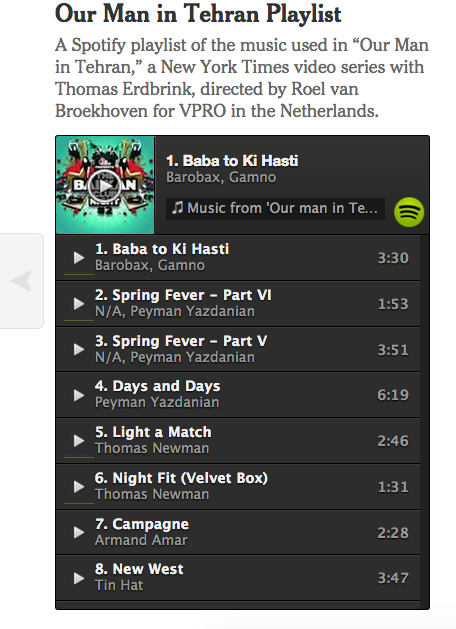 Our Man in Tehran Playlist
A Spotify playlist of the music used in “Our Man
in Tehran,” a New York Times video series with
Thomas Erdbrink, directed by Roel van
Broekhoven for VPRO in the Netherlands.
1. Baba to Ki Hasti
Barobax, Gamno
Music from 'Our man in Te...
1. Baba to Ki Hasti
Barobax, Gamno
3:30
2. Spring Fever – Part VI
N/A, Peyman Yazdanian
1:53
3. Spring Fever – Part V
N/A, Peyman Yazdanian
3:51
4. Days and Days
Peyman Yazdanian
6:19
5. Light a Match
Thomas Newman
2:46
6. Night Fit (Velvet Box)
Thomas Newman
1:31
7. Campagne
Armand Amar
2:28
8. New West
Tin Hat
3:47